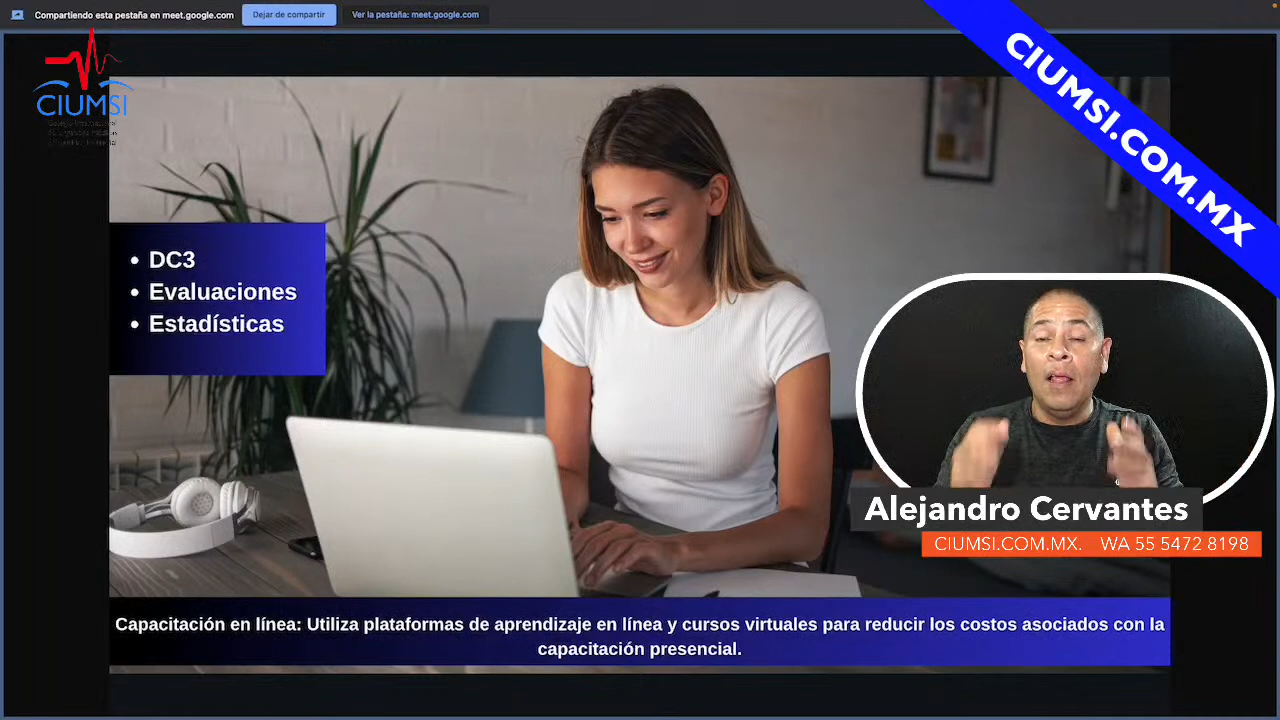 Compartiendo esta pestaña en meet.google.com
Dejar de compartir
Ver la pestaña: meet.google.com
CIUMSI
CIUMSI.COM.MX
• DC3
• Evaluaciones
• Estadísticas
Alejandro Cervantes
CIUMSI.COM.MX. WA 55 5472 8198
Capacitación en línea: Utiliza plataformas de aprendizaje en línea y cursos virtuales para reducir los costos asociados con la
capacitación presencial.